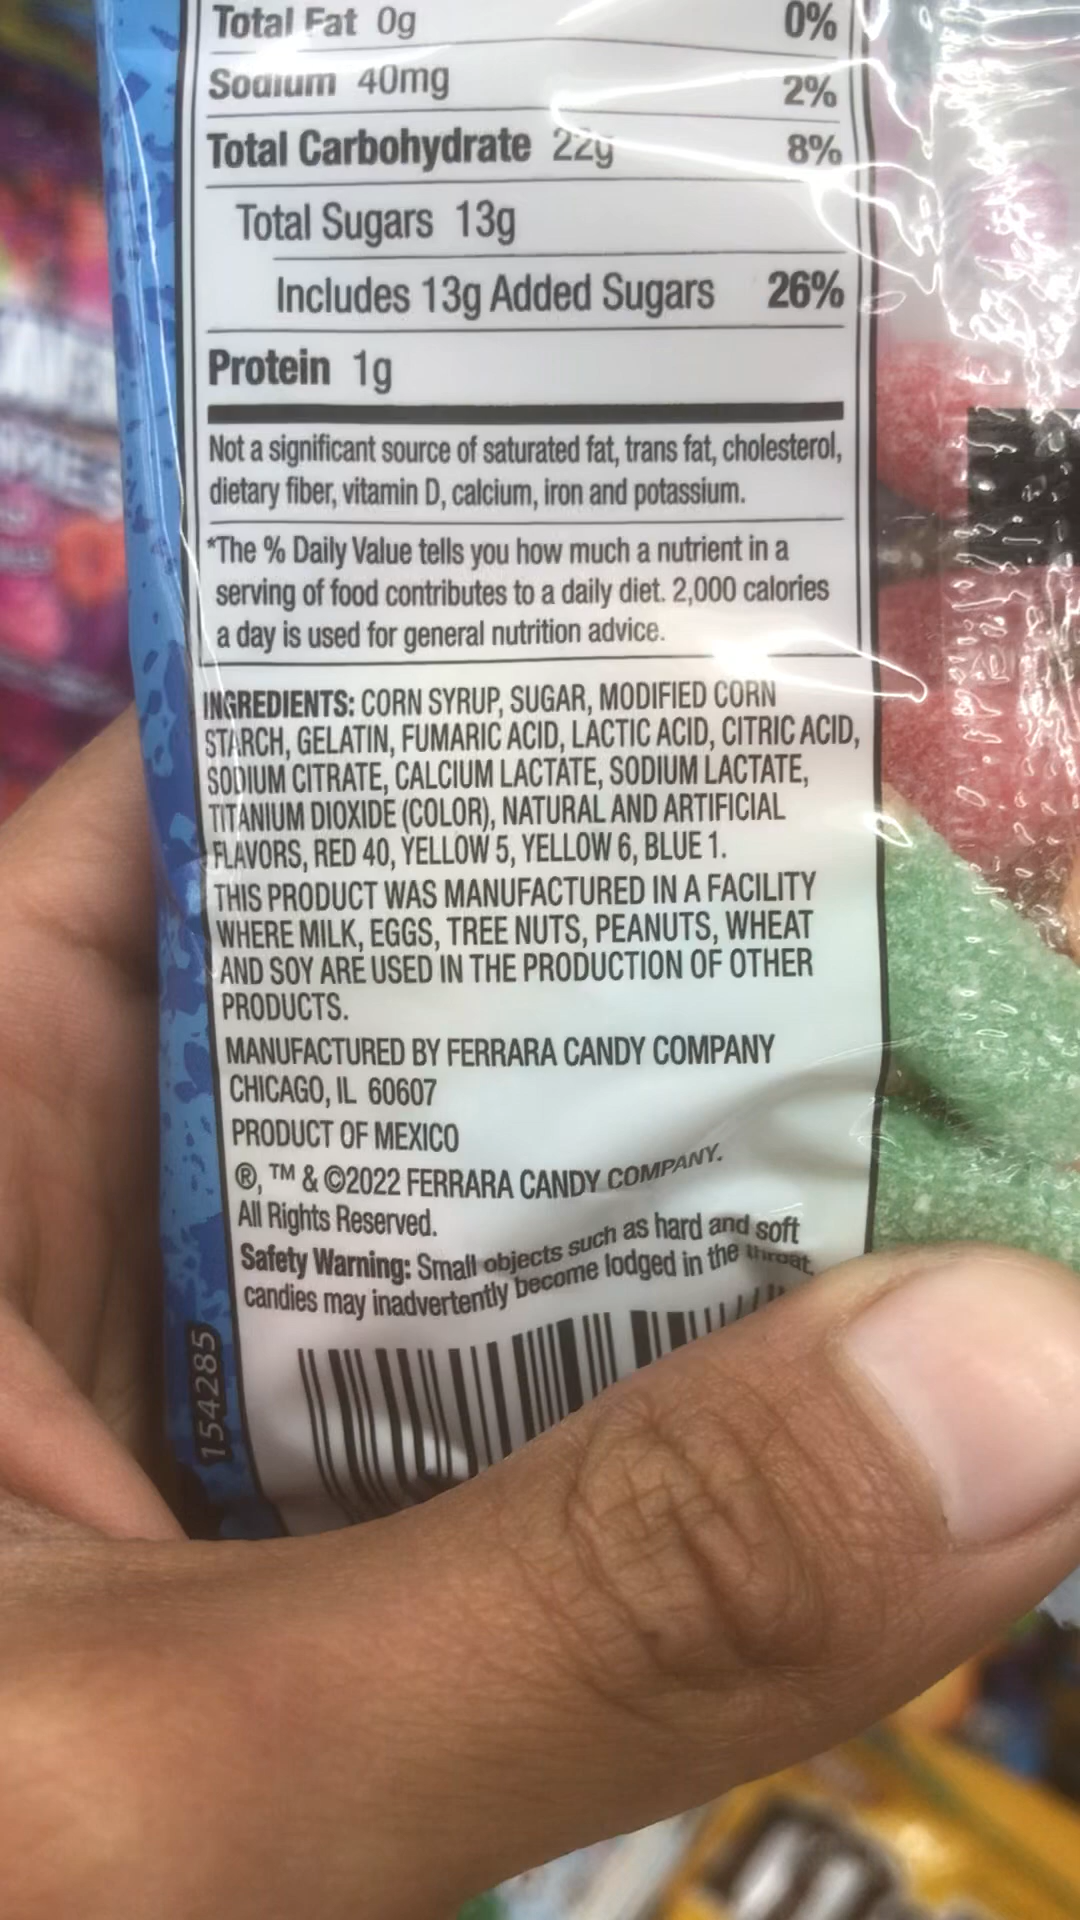 Total Fat 0g 0%
Sodium 40mg 2%
Total Carbohydrate 22g 8%
Total Sugars 13g
Includes 13g Added Sugars 26%
Protein 1g
Not a significant source of saturated fat, trans fat, cholesterol,
dietary fiber, vitamin D, calcium, iron and potassium.
*The % Daily Value tells you how much a nutrient in a
serving of food contributes to a daily diet. 2,000 calories
a day is used for general nutrition advice.
INGREDIENTS: CORN SYRUP, SUGAR, MODIFIED CORN
STARCH, GELATIN, FUMARIC ACID, LACTIC ACID, CITRIC ACID,
SODIUM CITRATE, CALCIUM LACTATE, SODIUM LACTATE,
TITANIUM DIOXIDE (COLOR), NATURAL AND ARTIFICIAL
FLAVORS, RED 40, YELLOW 5, YELLOW 6, BLUE 1.
THIS PRODUCT WAS MANUFACTURED IN A FACILITY
WHERE MILK, EGGS, TREE NUTS, PEANUTS, WHEAT
AND SOY ARE USED IN THE PRODUCTION OF OTHER
PRODUCTS.
MANUFACTURED BY FERRARA CANDY COMPANY
CHICAGO, IL 60607
PRODUCT OF MEXICO
®, TM & ©2022 FERRARA CANDY COMPANY.
All Rights Reserved.
Safety Warning: Small objects such as hard and soft
candies may inadvertently become lodged in the throat.
154285